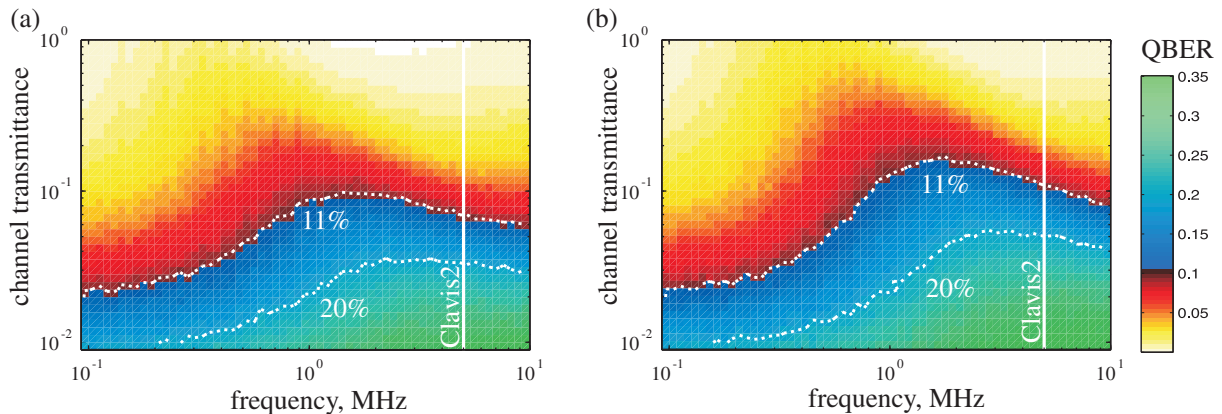 (a)
10^0
10^-1
10^-2
channel transmittance
11%
20%
Clavis2
10^-1
10^0
10^1
frequency, MHz
(b)
10^0
10^-1
10^-2
channel transmittance
11%
20%
Clavis2
10^-1
10^0
10^1
frequency, MHz
QBER
0.35
0.3
0.25
0.2
0.15
0.1
0.05